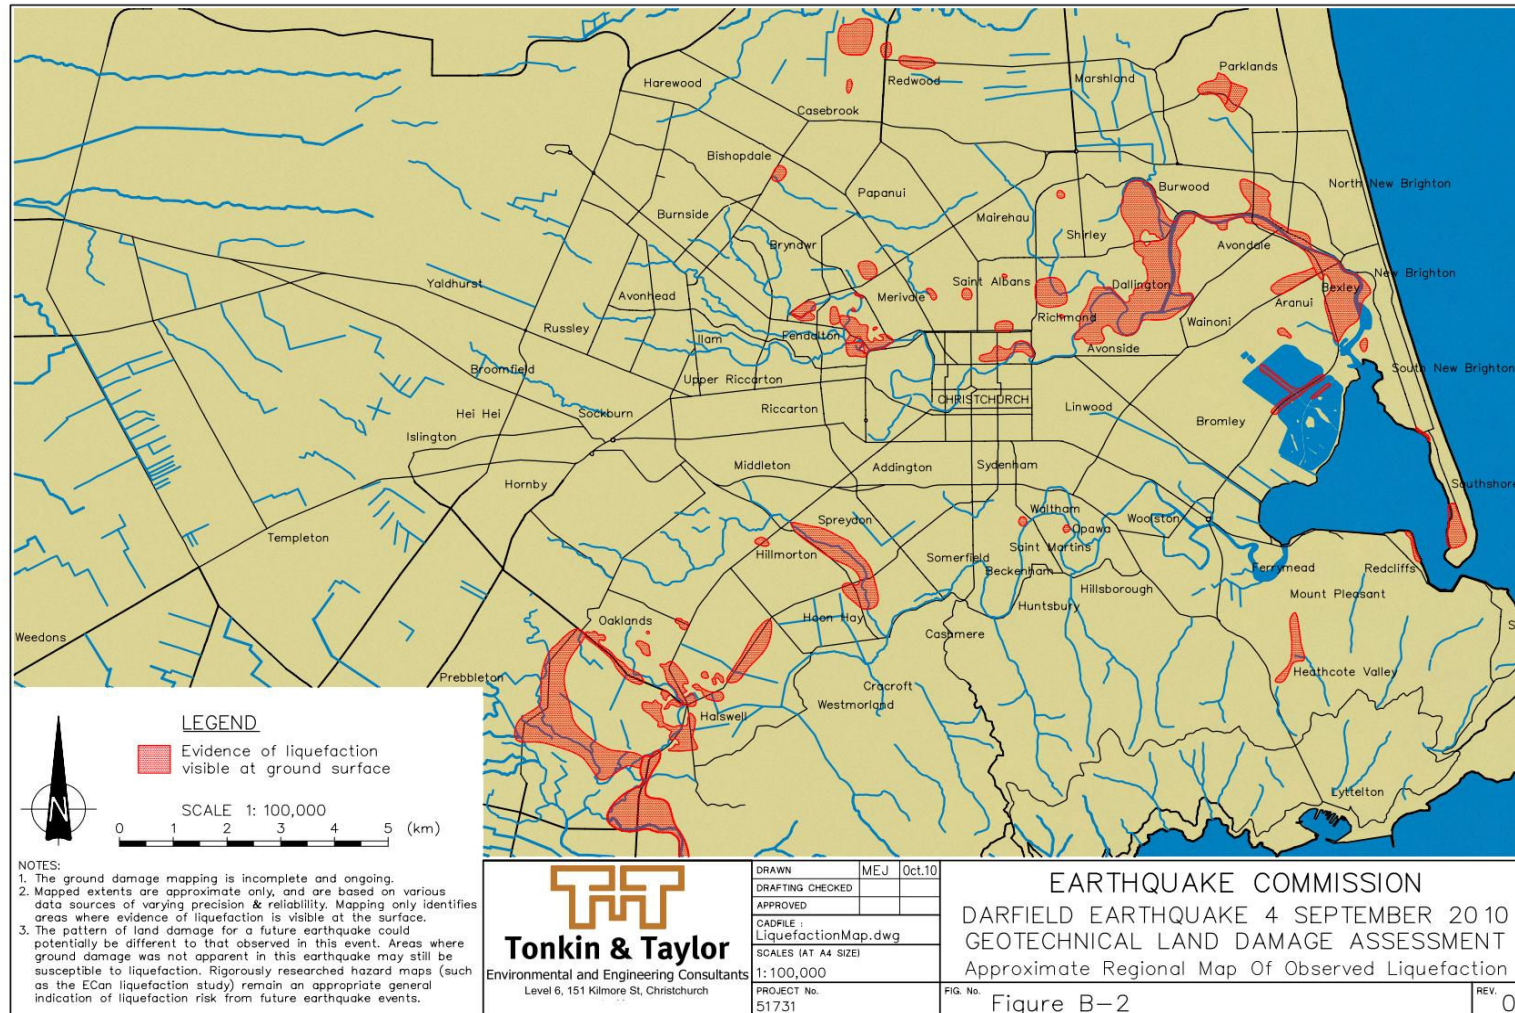 Parklands
Redwood
Marshland
Harewood
Casebrook
Bishopdale
Papanui
Burwood
North New Brighton
Burnside
Mairehau
Shirley
Bryndwr
Avondale
New Brighton
Yaldhurst
Avonhead
Merivale
Saint Albans
Dallington
Bexley
Aranui
Russley
Richmond
Wainoni
Ilam
Fendalton
Avonside
Broomfield
Upper Riccarton
South New Brighton
CHRISTCHURCH
Hei Hei
Sockburn
Riccarton
Linwood
Bromley
Islington
Middleton
Addington
Sydenham
Hornby
Southshore
Waltham
Spreydon
Opawa
Woolston
Templeton
Hillmorton
Somerfield
Saint Martins
Beckenham
Ferrymead
Redcliffs
Hillsborough
Mount Pleasant
Huntsbury
Oaklands
Hoon Hay
Cashmere
Weedons
S
Prebbleton
Heathcote Valley
Cracroft
Westmorland
Halswell
Lyttelton
LEGEND
Evidence of liquefaction
visible at ground surface
N
SCALE 1: 100,000
0 1 2 3 4 5 (km)
NOTES:
1. The ground damage mapping is incomplete and ongoing.
2. Mapped extents are approximate only, and are based on various
data sources of varying precision & reliablility. Mapping only identifies
areas where evidence of liquefaction is visible at the surface.
3. The pattern of land damage for a future earthquake could
potentially be different to that observed in this event. Areas where
ground damage was not apparent in this earthquake may still be
susceptible to liquefaction. Rigorously researched hazard maps (such
as the ECan liquefaction study) remain an appropriate general
indication of liquefaction risk from future earthquake events.
Tonkin & Taylor
Environmental and Engineering Consultants
Level 6, 151 Kilmore St, Christchurch
DRAWN MEJ Oct.10
DRAFTING CHECKED
APPROVED
CADFILE :
LiquefactionMap.dwg
SCALES (AT A4 SIZE)
1:100,000
PROJECT No.
51731
EARTHQUAKE COMMISSION
DARFIELD EARTHQUAKE 4 SEPTEMBER 2010
GEOTECHNICAL LAND DAMAGE ASSESSMENT
Approximate Regional Map Of Observed Liquefaction
FIG. No. Figure B-2
REV. 0